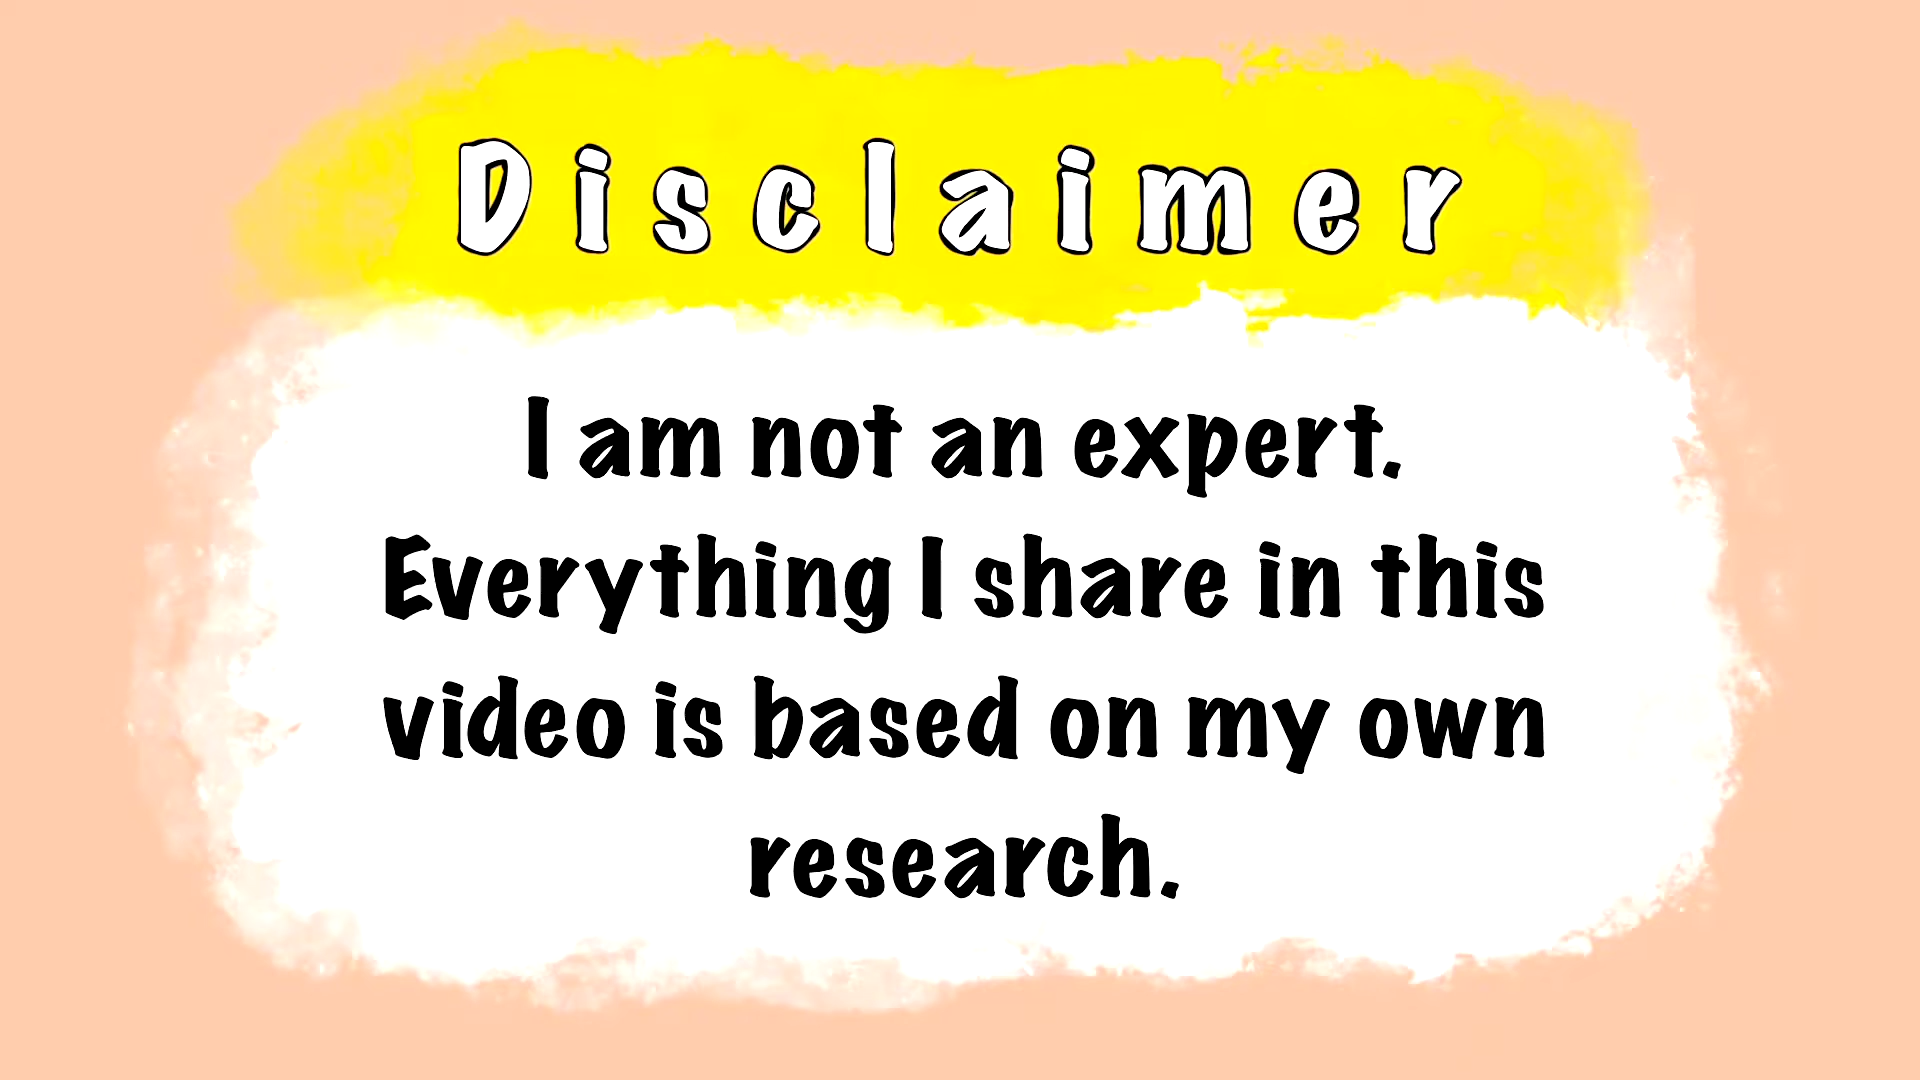 Disclaimer
I am not an expert.
Everything I share in this
video is based on my own
research.